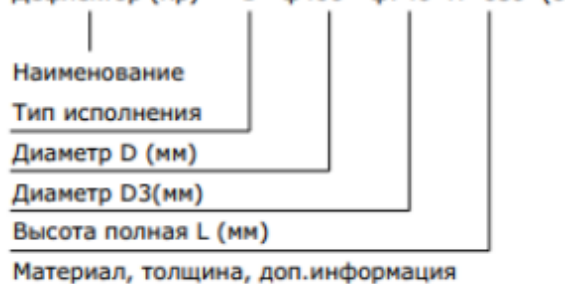 Наименование
Тип исполнения
Диаметр D (мм)
Диаметр D3(мм)
Высота полная L (мм)
Материал, толщина, доп.информация